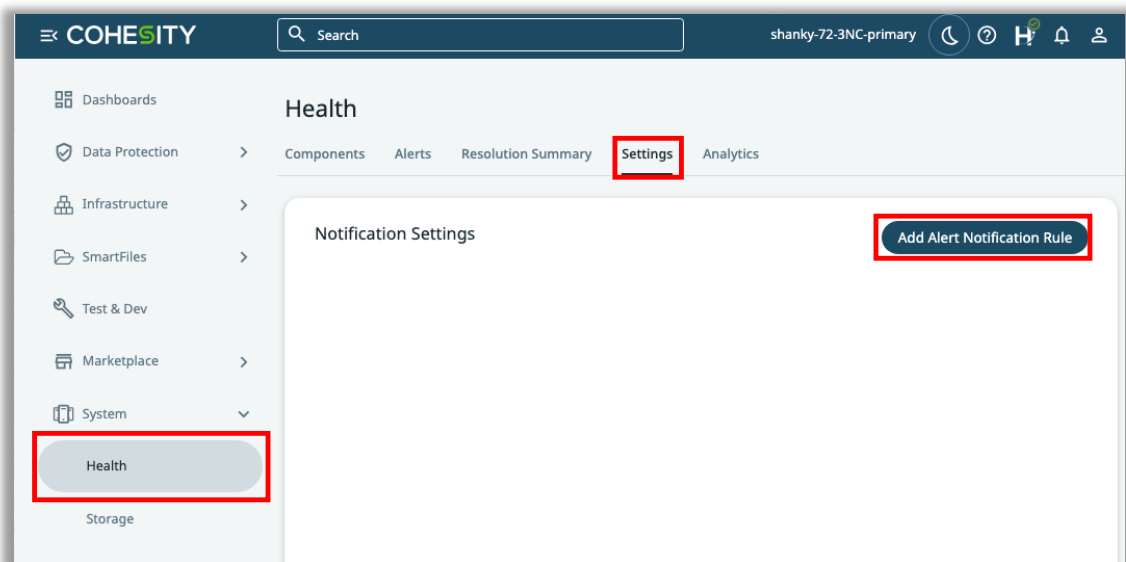 COHESITY
Search
shanky-72-3NC-primary
Dashboards
Data Protection
Infrastructure
SmartFiles
Test & Dev
Marketplace
System
Health
Storage
Health
Components Alerts Resolution Summary Settings Analytics
Notification Settings
Add Alert Notification Rule